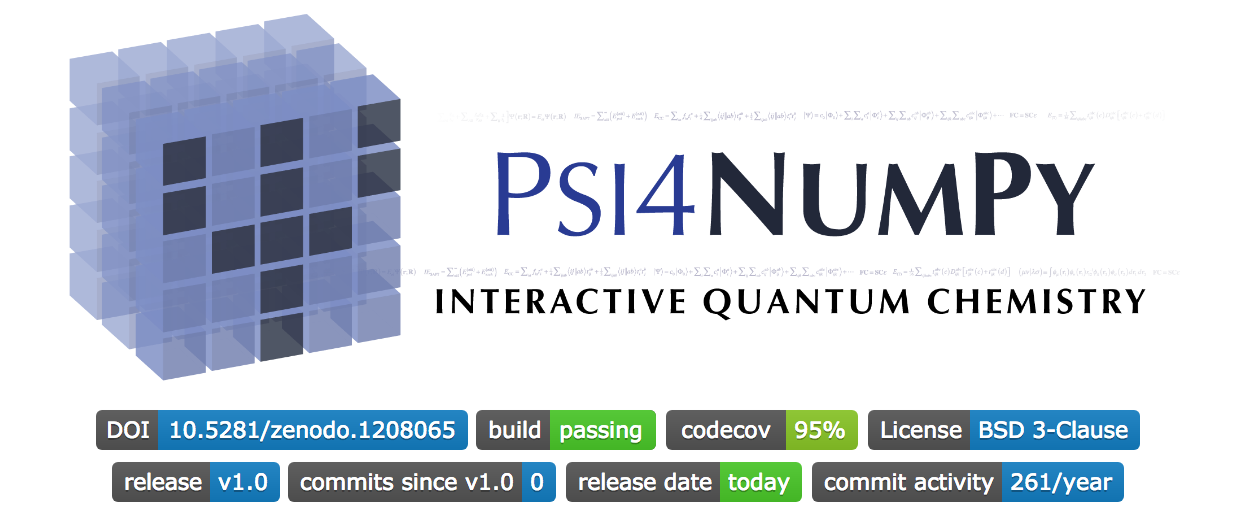 PSI4NUMPY
INTERACTIVE QUANTUM CHEMISTRY
DOI 10.5281/zenodo.1208065 build passing codecov 95% License BSD 3-Clause
release v1.0 commits since v1.0 0 release date today commit activity 261/year